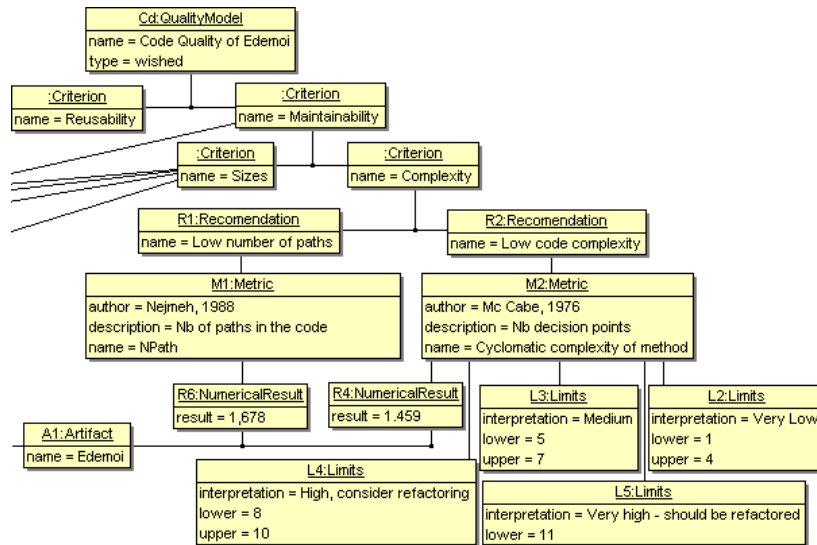 Cd:QualityModel
name = Code Quality of Edemoi
type = wished
:Criterion
name = Reusability
:Criterion
name = Maintainability
:Criterion
name = Sizes
:Criterion
name = Complexity
R1:Recomendation
name = Low number of paths
R2:Recomendation
name = Low code complexity
M1:Metric
author = Nejmeh, 1988
description = Nb of paths in the code
name = NPath
M2:Metric
author = Mc Cabe, 1976
description = Nb decision points
name = Cyclomatic complexity of method
R6:NumericalResult
result = 1,678
R4:NumericalResult
result = 1.459
L3:Limits
interpretation = Medium
lower = 5
upper = 7
L2:Limits
interpretation = Very Low
lower = 1
upper = 4
A1:Artifact
name = Edemoi
L4:Limits
interpretation = High, consider refactoring
lower = 8
upper = 10
L5:Limits
interpretation = Very high - should be refactored
lower = 11